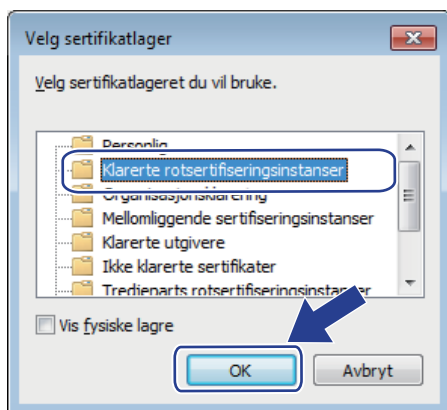 Velg sertifikatlager
Velg sertifikatlageret du vil bruke.
Personlig
Klarerte rotsertifiseringsinstanser
Organisasjonsklarering
Mellomliggende sertifiseringsinstanser
Klarerte utgivere
Ikke klarerte sertifikater
Tredieparts rotsertifiseringsinstanser
Vis fysiske lagre
OK
Avbryt